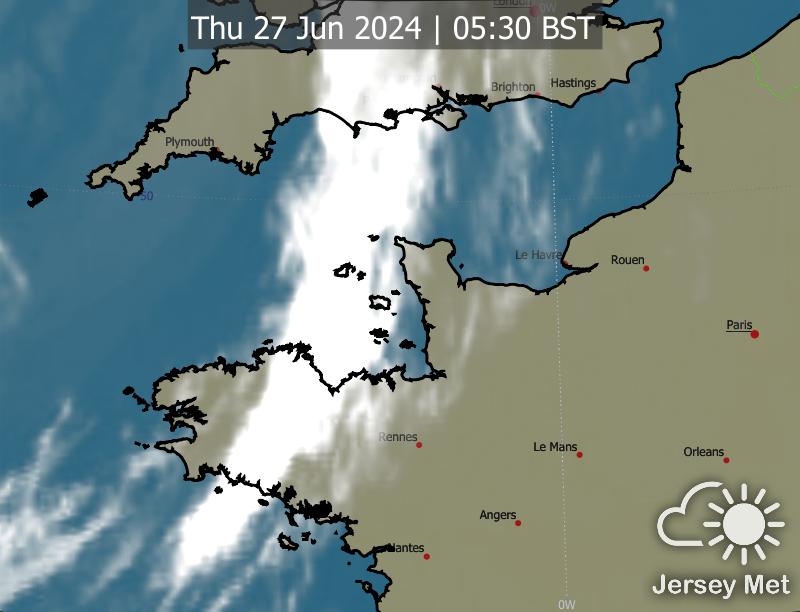 London
0W
Thu 27 Jun 2024 | 05:30 BST
Brighton
Hastings
Plymouth
50
Le Havre
Rouen
Paris
Rennes
Le Mans
Orleans
Angers
Nantes
0W
Jersey Met